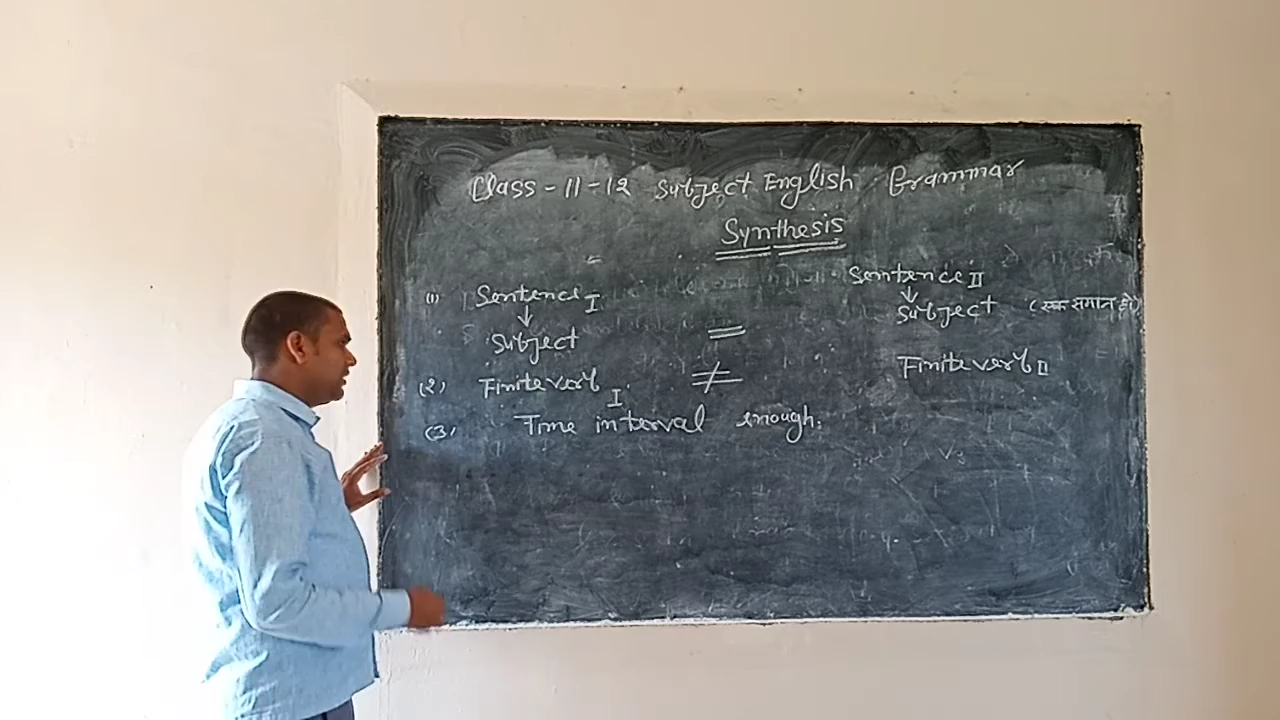 Class - 11 - 12 Subject English Grammar
Synthesis
(1) Sentence I Sentence II
↓ ↓
Subject = Subject (एक समान हो)
(2) Finite verb I ≠ Finite verb II
(3) Time interval enough.